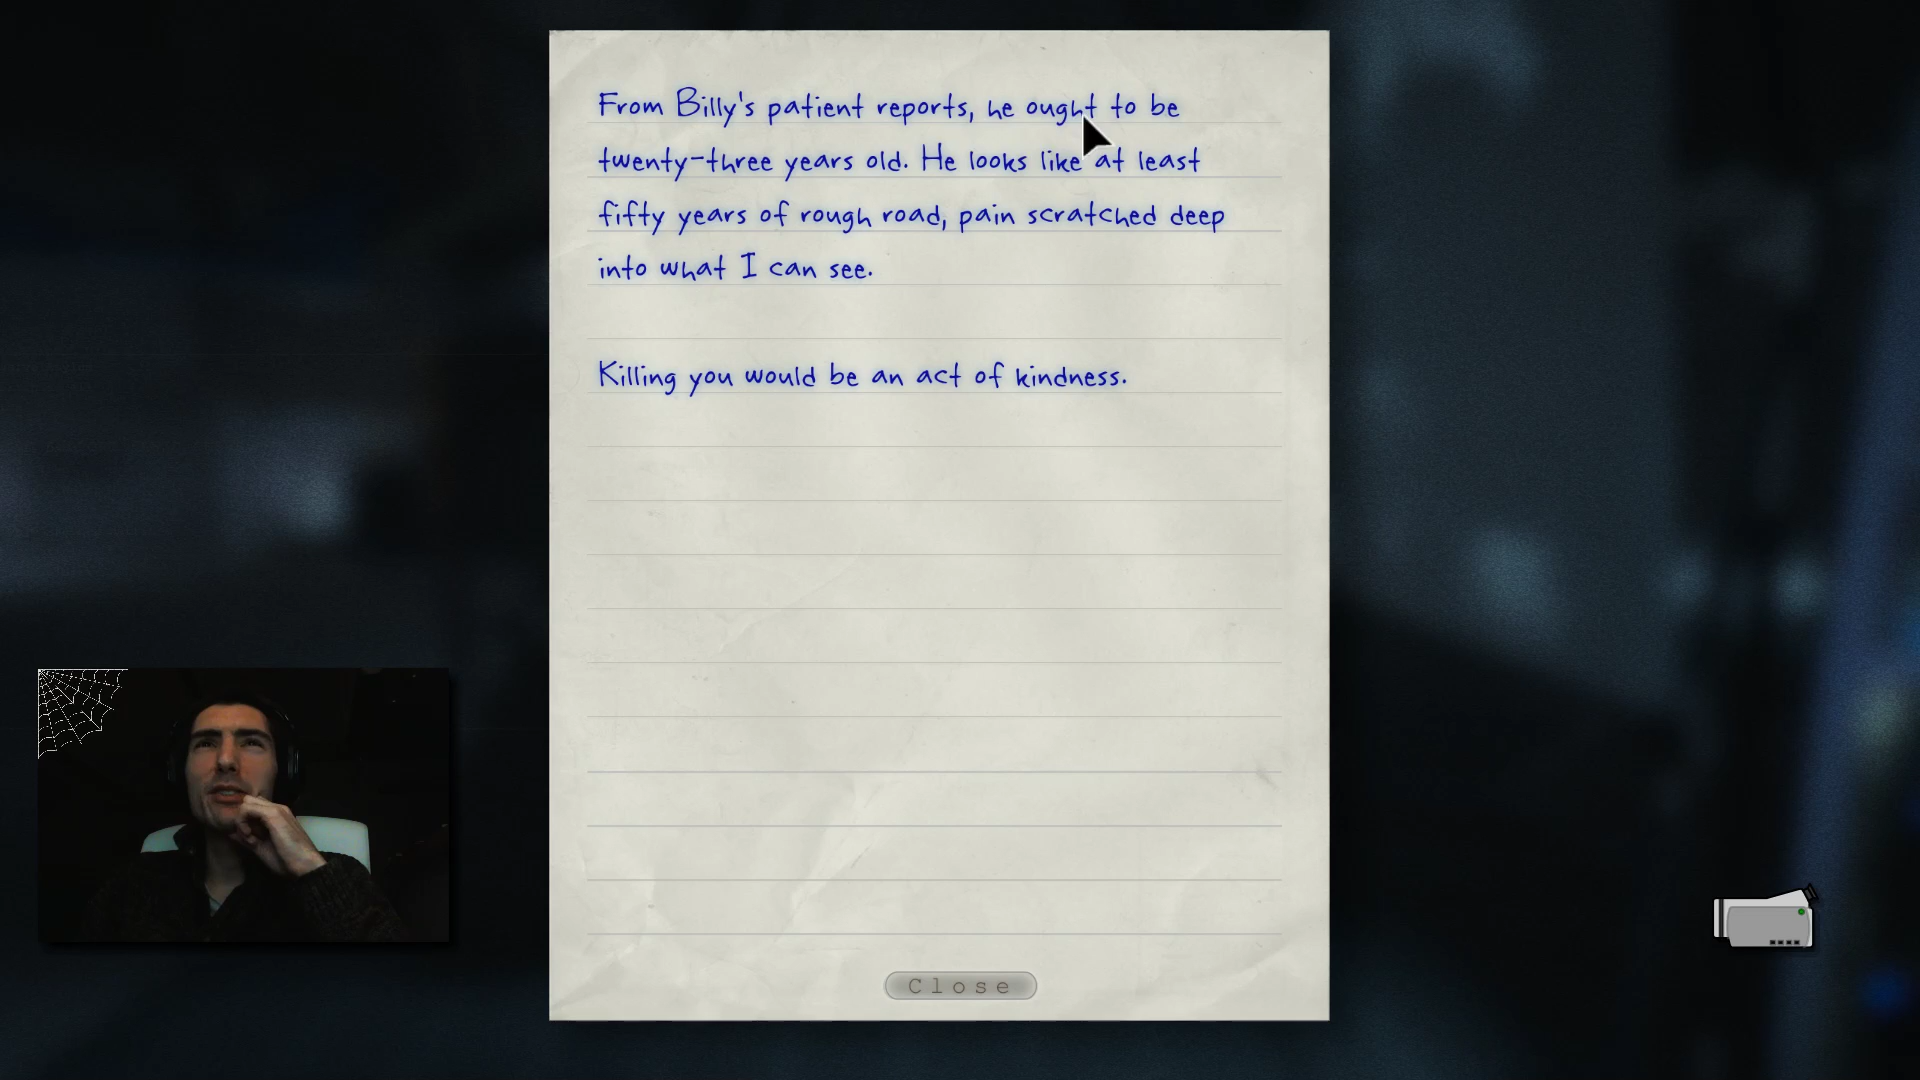 From Billy's patient reports, he ought to be
twenty-three years old. He looks like at least
fifty years of rough road, pain scratched deep
into what I can see.
Killing you would be an act of kindness.
Close